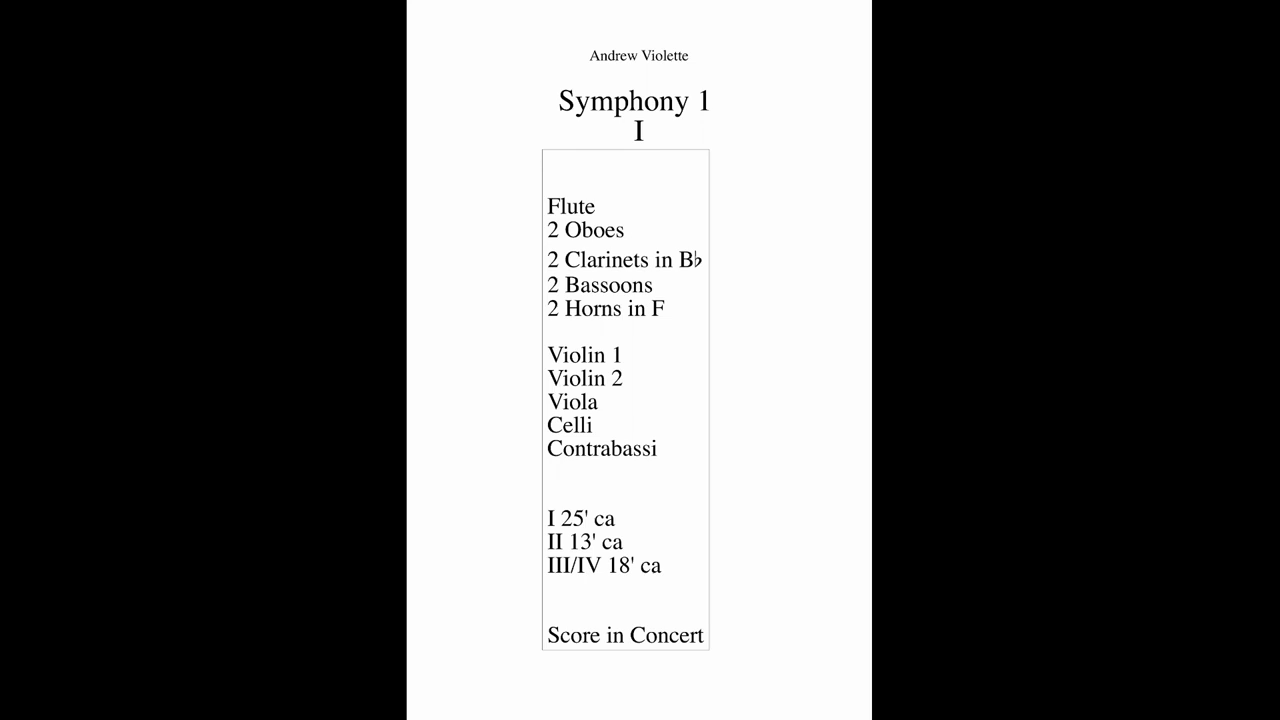 Andrew Violette
Symphony 1
I
Flute
2 Oboes
2 Clarinets in B♭
2 Bassoons
2 Horns in F
Violin 1
Violin 2
Viola
Celli
Contrabassi
I 25' ca
II 13' ca
III/IV 18' ca
Score in Concert